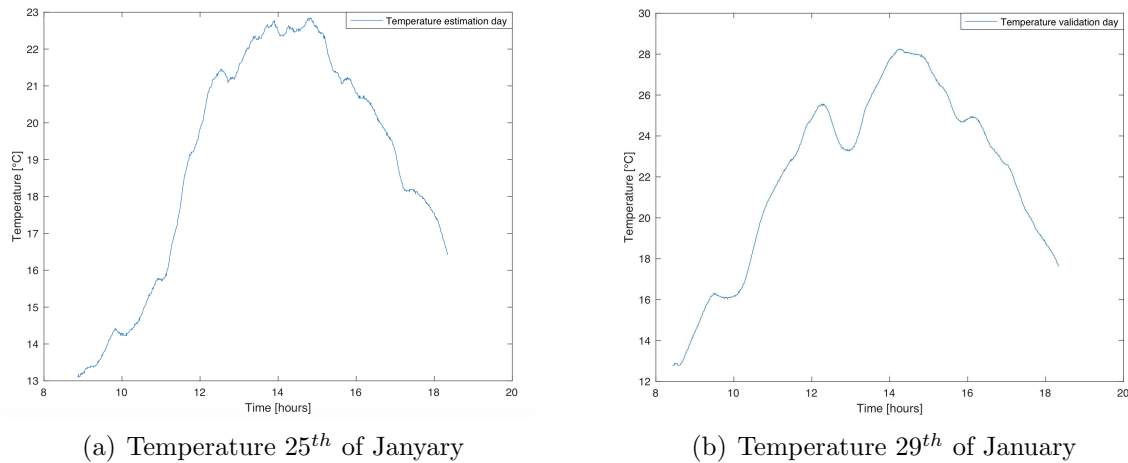 23
22
21
20
19
18
17
16
15
14
13
Temperature [°C]
8 10 12 14 16 18 20
Time [hours]
Temperature estimation day
(a) Temperature 25th of Janyary
30
28
26
24
22
20
18
16
14
12
Temperature [°C]
8 10 12 14 16 18 20
Time [hours]
Temperature validation day
(b) Temperature 29th of January